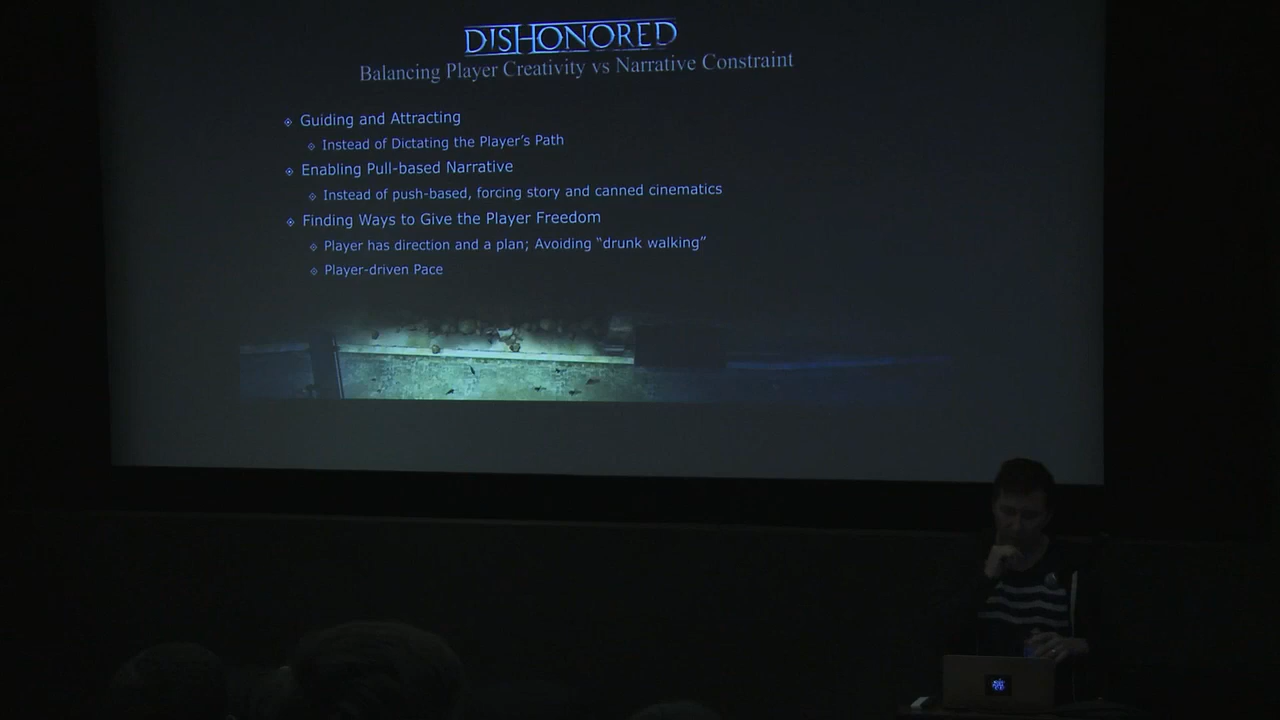 DISHONORED
Balancing Player Creativity vs Narrative Constraint
Guiding and Attracting
Instead of Dictating the Player's Path
Enabling Pull-based Narrative
Instead of push-based, forcing story and canned cinematics
Finding Ways to Give the Player Freedom
Player has direction and a plan; Avoiding “drunk walking”
Player-driven Pace